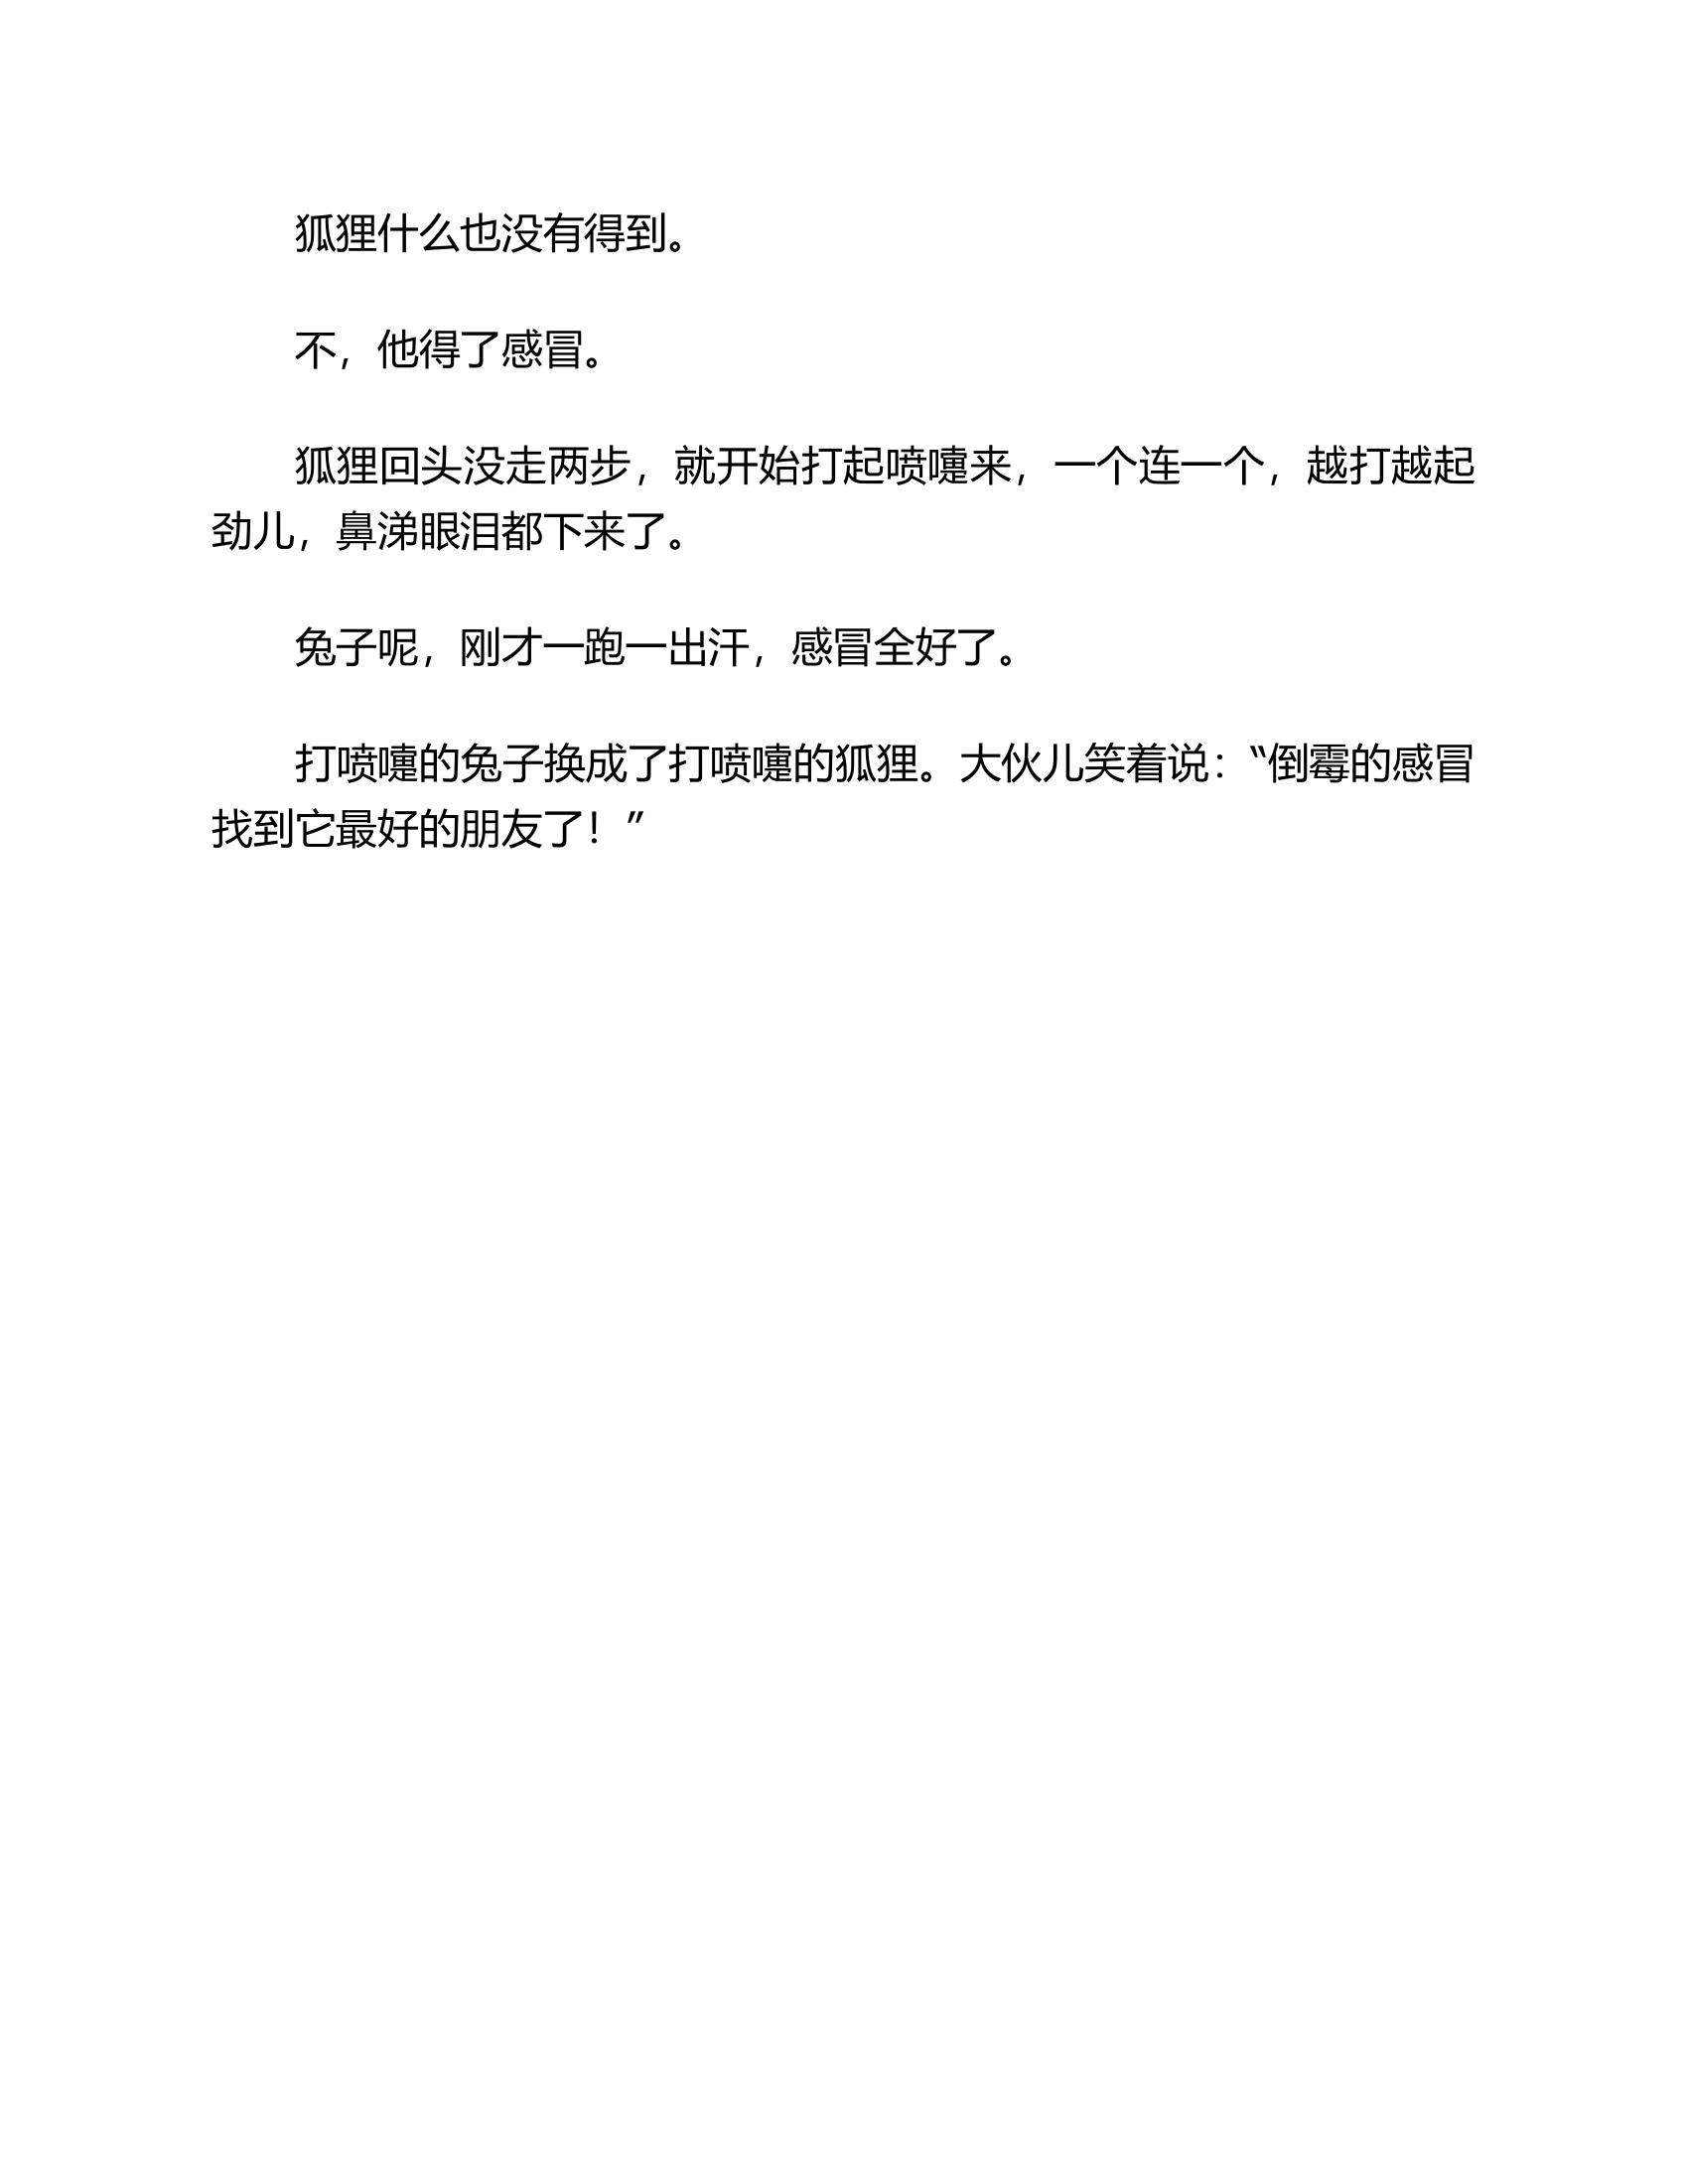 狐狸什么也没有得到。
不，他得了感冒。
狐狸回头没走两步，就开始打起喷嚏来，一个连一个，越打越起
劲儿，鼻涕眼泪都下来了。
兔子呢，刚才一跑一出汗，感冒全好了。
打喷嚏的兔子换成了打喷嚏的狐狸。大伙儿笑着说：“倒霉的感冒
找到它最好的朋友了！”